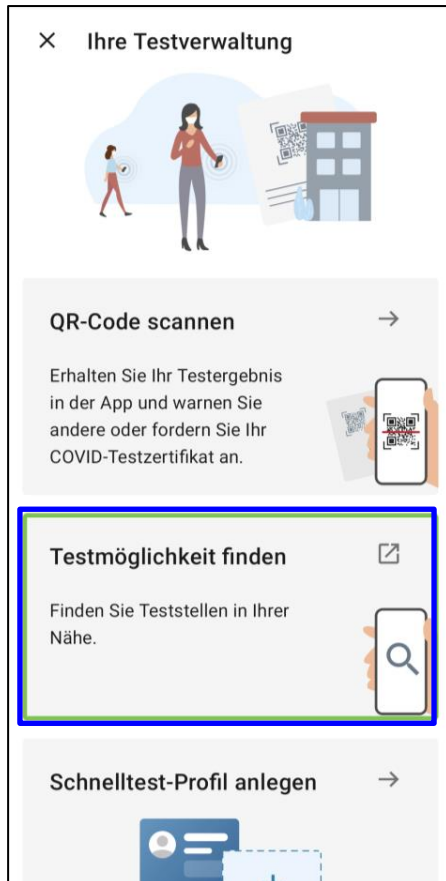 Ihre Testverwaltung
QR-Code scannen
Erhalten Sie Ihr Testergebnis
in der App und warnen Sie
andere oder fordern Sie Ihr
COVID-Testzertifikat an.
Testmöglichkeit finden
Finden Sie Teststellen in Ihrer
Nähe.
Schnelltest-Profil anlegen